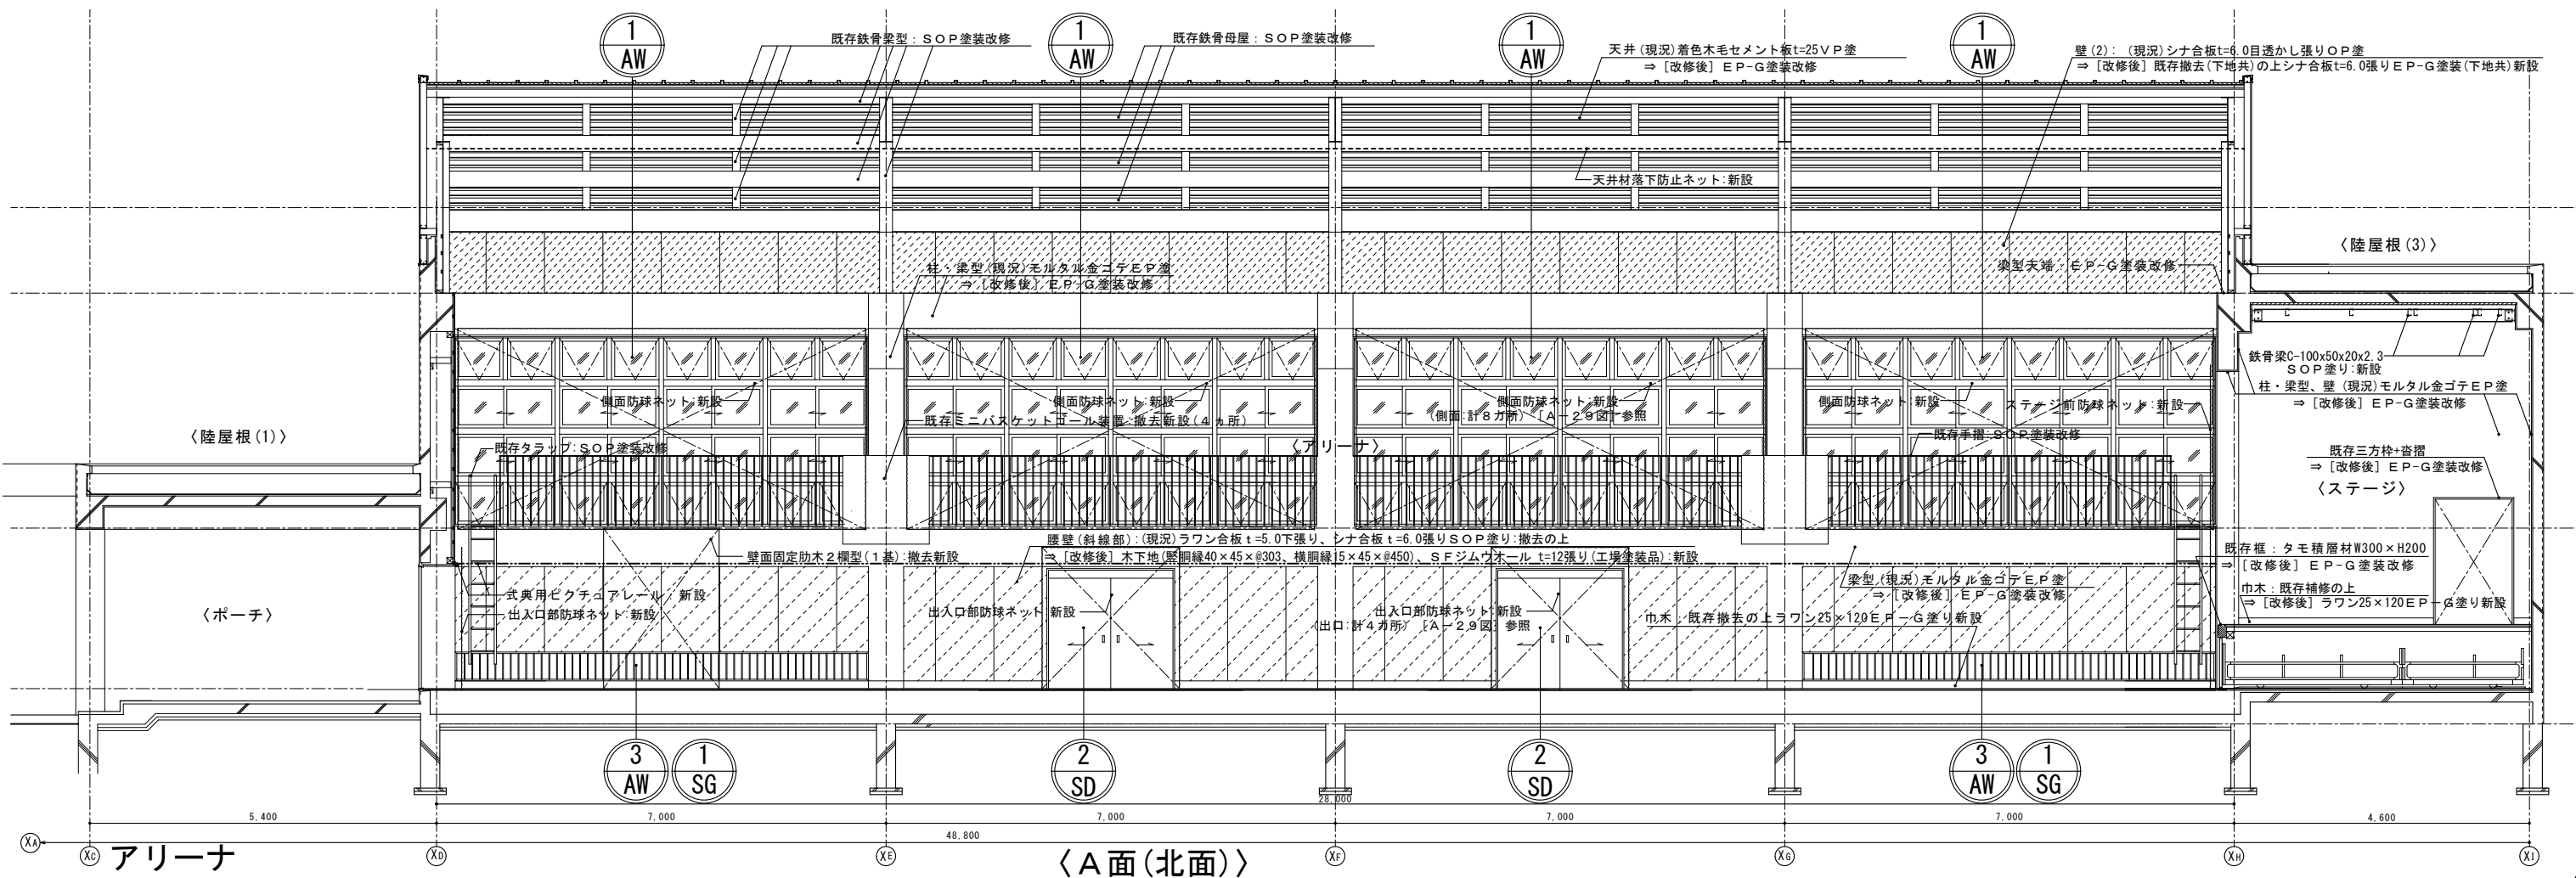 1
AW
1
AW
1
AW
1
AW
既存鉄骨梁型：ＳＯＰ塗装改修
既存鉄骨母屋：ＳＯＰ塗装改修
天井(現況)着色木毛セメント板t=25ＶＰ塗
⇒［改修後］ＥＰ-Ｇ塗装改修
壁(2)：(現況)シナ合板t=6.0目透かし張りＯＰ塗
⇒［改修後］既存撤去(下地共)の上シナ合板t=6.0張りＥＰ-Ｇ塗装(下地共)新設
天井材落下防止ネット:新設
〈陸屋根(3)〉
柱・梁型(現況)モルタル金ゴテＥＰ塗
⇒［改修後］ＥＰ-Ｇ塗装改修
梁型天端：ＥＰ-Ｇ塗装改修
鉄骨梁C-100x50x20x2.3
ＳＯＰ塗り:新設
柱・梁型、壁(現況)モルタル金ゴテＥＰ塗
⇒［改修後］ＥＰ-Ｇ塗装改修
側面防球ネット:新設
側面防球ネット:新設
側面防球ネット:新設
(側面:計８カ所)［Ａ－２９図］参照
側面防球ネット:新設
ステージ前防球ネット:新設
〈陸屋根(1)〉
既存タラップ:ＳＯＰ塗装改修
既存ミニバスケットゴール装置:撤去新設(４ヵ所)
〈アリーナ〉
既存手摺:ＳＯＰ塗装改修
既存三方枠+沓摺
⇒［改修後］ＥＰ-Ｇ塗装改修
〈ステージ〉
壁面固定肋木２欄型(１基):撤去新設
腰壁(斜線部):(現況)ラワン合板ｔ=5.0下張り、シナ合板ｔ=6.0張りＳＯＰ塗り:撤去の上
⇒［改修後］木下地(竪胴縁40×45×@303、横胴縁15×45×@450)、ＳＦジムウオール t=12張り(工場塗装品):新設
既存框：タモ積層材W300×H200
⇒［改修後］ＥＰ-Ｇ塗装改修
梁型(現況)モルタル金ゴテＥＰ塗
⇒［改修後］ＥＰ-Ｇ塗装改修
巾木：既存補修の上
⇒［改修後］ラワン25×120ＥＰ－Ｇ塗り新設
〈ポーチ〉
式典用ピクチュアレール：新設
出入口部防球ネット:新設
出入口部防球ネット:新設
出入口部防球ネット:新設
(出口:計４カ所)［Ａ－２９図］参照
巾木：既存撤去の上ラワン25×120ＥＰ－Ｇ塗り新設
3
AW
1
SG
2
SD
2
SD
3
AW
1
SG
28,000
5,400
7,000
7,000
7,000
7,000
4,600
48,800
XA
XC
アリーナ
XD
XE
〈Ａ面(北面)〉
XF
XG
XH
XI